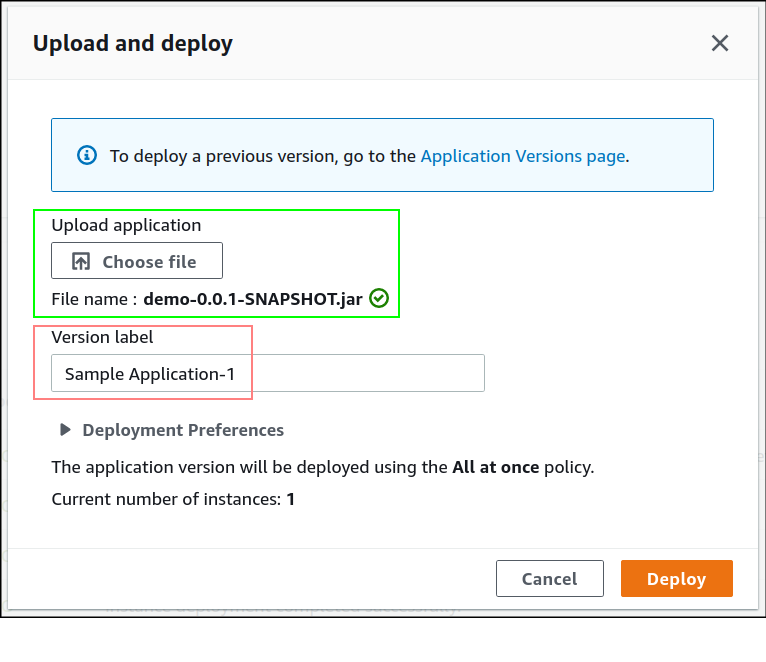 Upload and deploy
To deploy a previous version, go to the Application Versions page.
Upload application
Choose file
File name : demo-0.0.1-SNAPSHOT.jar
Version label
Sample Application-1
Deployment Preferences
The application version will be deployed using the All at once policy.
Current number of instances: 1
Cancel
Deploy